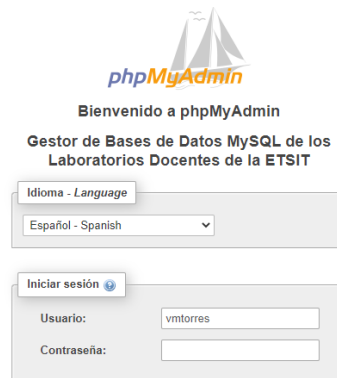 phpMyAdmin
Bienvenido a phpMyAdmin
Gestor de Bases de Datos MySQL de los
Laboratorios Docentes de la ETSIT
Idioma - Language
Español - Spanish
Iniciar sesión
Usuario: vmtorres
Contraseña: